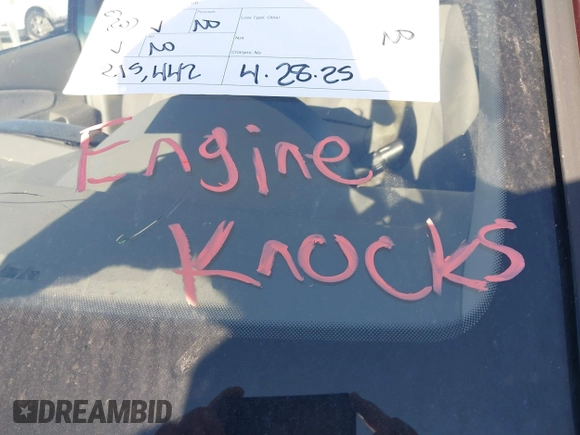 NO
NO
NO
215,442 4.28.25
Engine
Knocks
DREAMBID